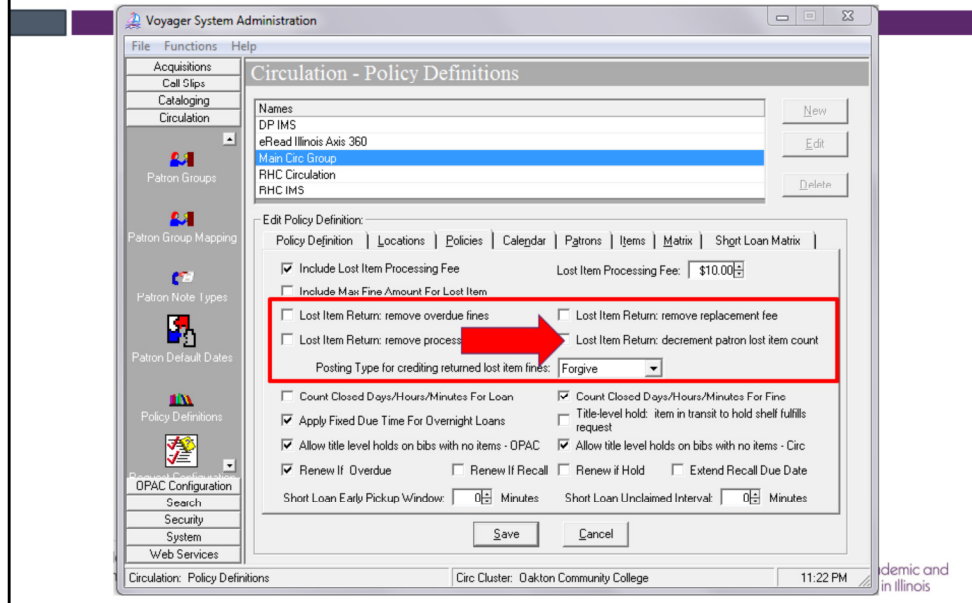 Voyager System Administration
File Functions Help
Acquisitions
Call Slips
Cataloging
Circulation
Patron Groups
Patron Group Mapping
Patron Note Types
Patron Default Dates
Policy Definitions
OPAC Configuration
Search
Security
System
Web Services
Circulation - Policy Definitions
Names
DP IMS
eRead Illinois Axis 360
Main Circ Group
RHC Circulation
RHC IMS
New
Edit
Delete
Edit Policy Definition:
Policy Definition Locations Policies Calendar Patrons Items Matrix Short Loan Matrix
Include Lost Item Processing Fee Lost Item Processing Fee: $10.00
Include Max Fine Amount For Lost Item
Lost Item Return: remove overdue fines Lost Item Return: remove replacement fee
Lost Item Return: remove process Lost Item Return: decrement patron lost item count
Posting Type for crediting returned lost item fines: Forgive
Count Closed Days/Hours/Minutes For Loan Count Closed Days/Hours/Minutes For Fine
Apply Fixed Due Time For Overnight Loans Title-level hold: item in transit to hold shelf fulfills request
Allow title level holds on bibs with no items - OPAC Allow title level holds on bibs with no items - Circ
Renew If Overdue Renew If Recall Renew if Hold Extend Recall Due Date
Short Loan Early Pickup Window: 0 Minutes Short Loan Unclaimed Interval: 0 Minutes
Save Cancel
Circulation: Policy Definitions Circ Cluster: Oakton Community College 11:22 PM
demic and
in Illinois